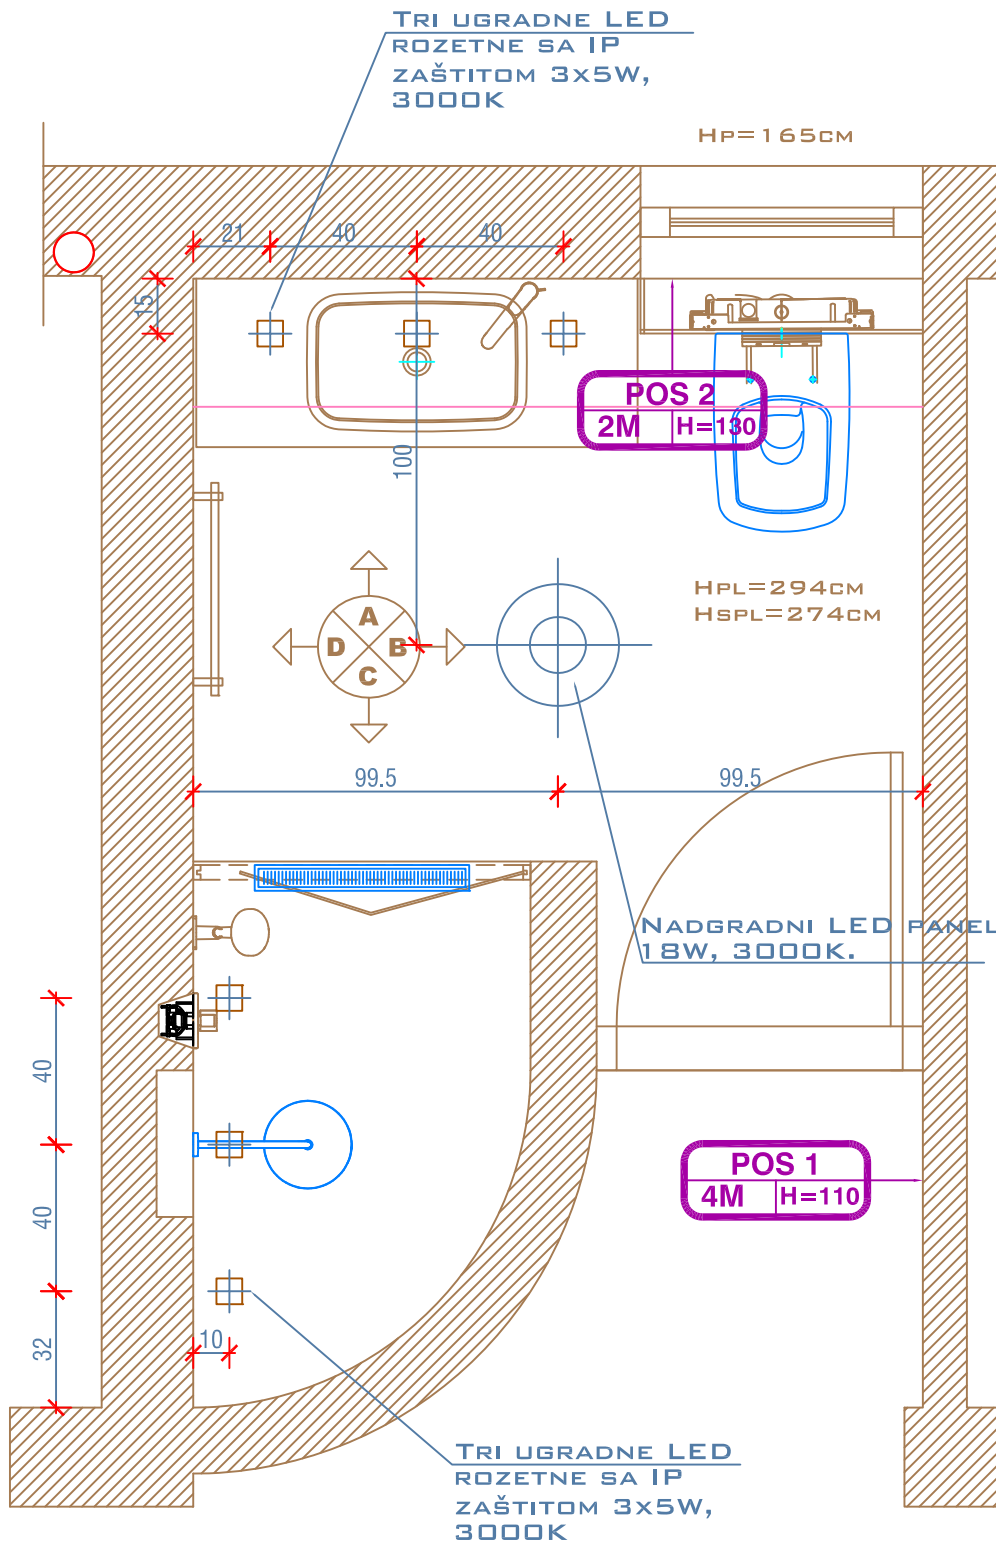 TRI UGRADNE LED
ROZETNE SA IP
ZAŠTITOM 3x5W,
3000K
HP=165CM
21
40
40
15
POS 2
2M
H=130
100
HPL=294CM
HSPL=274CM
A
D
B
C
99.5
99.5
NADGRADNI LED PANEL
18W, 3000K.
40
40
32
10
POS 1
4M
H=110
TRI UGRADNE LED
ROZETNE SA IP
ZAŠTITOM 3x5W,
3000K